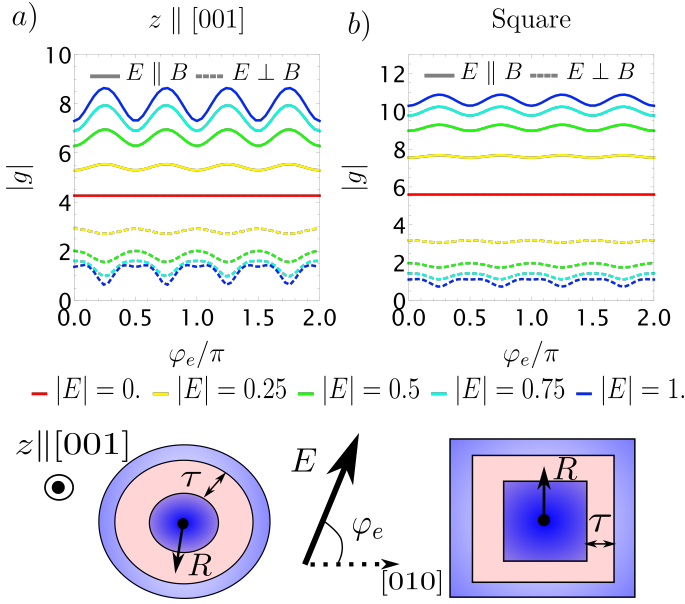 a)
z ∥ [001]
b)
Square
E ∥ B
E ⊥ B
E ∥ B
E ⊥ B
10
8
6
4
2
0
|g|
12
10
8
6
4
2
0
|g|
0.0 0.5 1.0 1.5 2.0
0.0 0.5 1.0 1.5 2.0
φₑ/π
φₑ/π
|E| = 0. |E| = 0.25 |E| = 0.5 |E| = 0.75 |E| = 1.
z∥[001]
τ
R
E
φₑ
[010]
R
τ